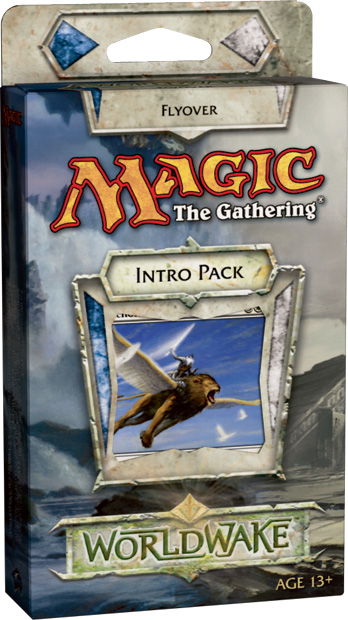 FLYOVER
MAGIC
The Gathering®
INTRO PACK
WORLDWAKE
AGE 13+